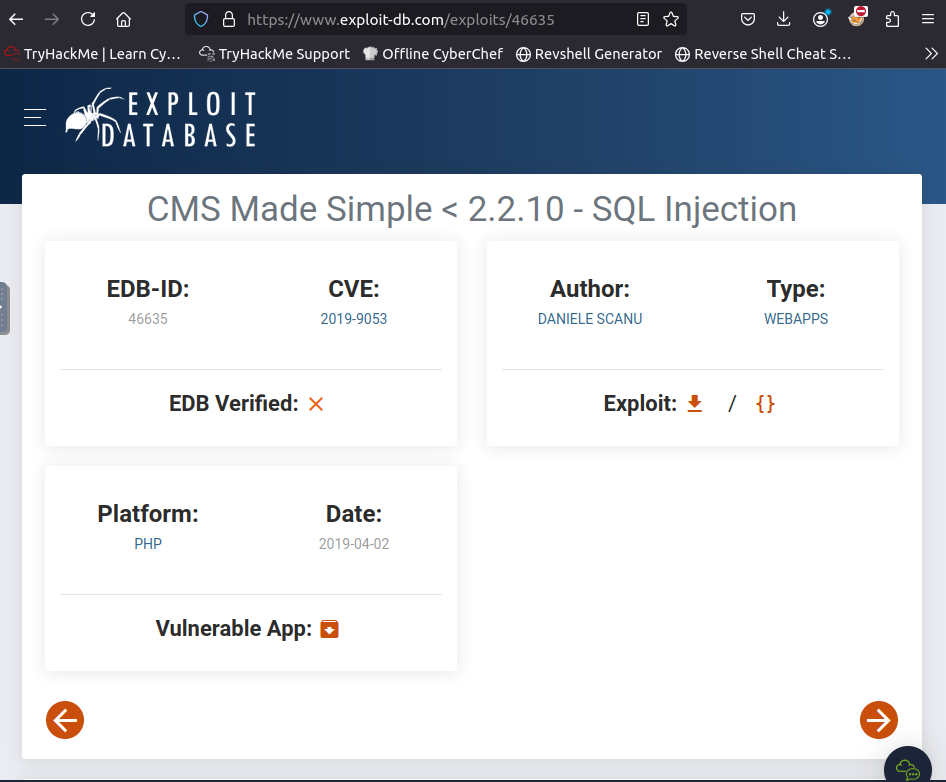 https://www.exploit-db.com/exploits/46635
TryHackMe | Learn Cy… TryHackMe Support Offline CyberChef Revshell Generator Reverse Shell Cheat S…
EXPLOIT
DATABASE
CMS Made Simple < 2.2.10 - SQL Injection
EDB-ID: CVE:
46635 2019-9053
EDB Verified:
Author: Type:
DANIELE SCANU WEBAPPS
Exploit: / {}
Platform: Date:
PHP 2019-04-02
Vulnerable App: